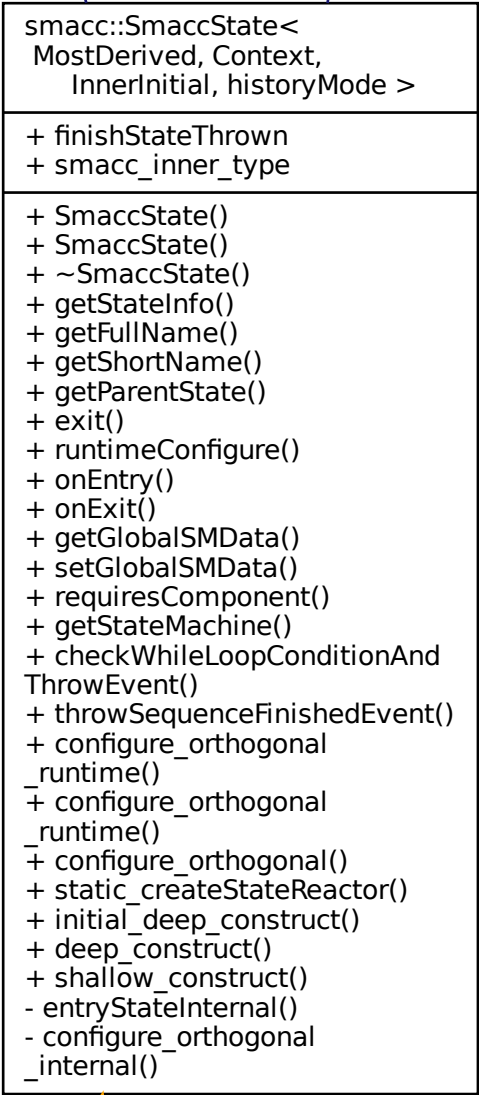 smacc::SmaccState<
MostDerived, Context,
InnerInitial, historyMode >
+ finishStateThrown
+ smacc_inner_type
+ SmaccState()
+ SmaccState()
+ ~SmaccState()
+ getStateInfo()
+ getFullName()
+ getShortName()
+ getParentState()
+ exit()
+ runtimeConfigure()
+ onEntry()
+ onExit()
+ getGlobalSMData()
+ setGlobalSMData()
+ requiresComponent()
+ getStateMachine()
+ checkWhileLoopConditionAnd
ThrowEvent()
+ throwSequenceFinishedEvent()
+ configure_orthogonal
_runtime()
+ configure_orthogonal
_runtime()
+ configure_orthogonal()
+ static_createStateReactor()
+ initial_deep_construct()
+ deep_construct()
+ shallow_construct()
- entryStateInternal()
- configure_orthogonal
_internal()